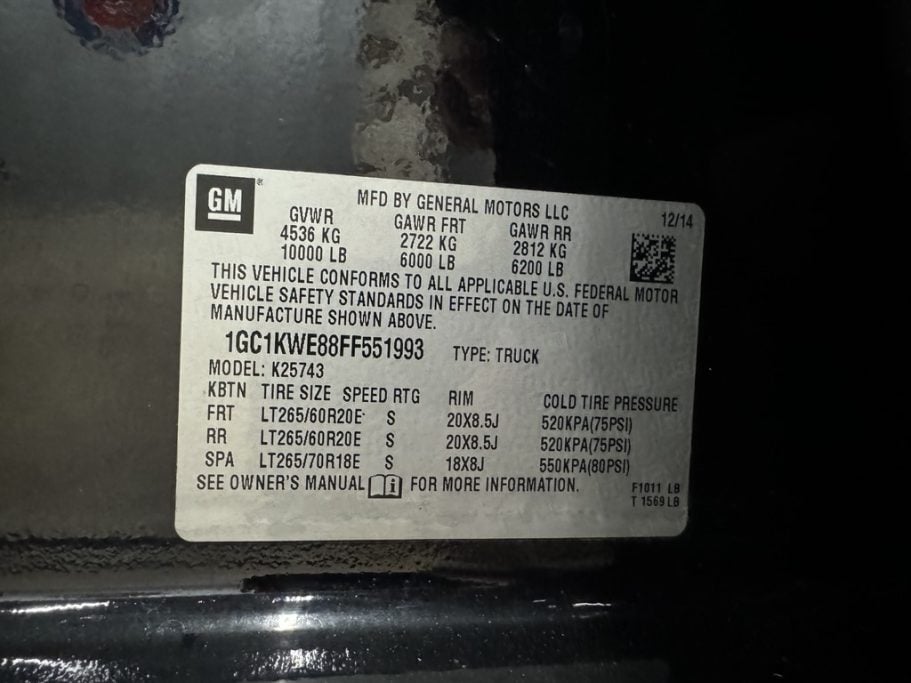 GM®
MFD BY GENERAL MOTORS LLC
12/14
GVWR GAWR FRT GAWR RR
4536 KG 2722 KG 2812 KG
10000 LB 6000 LB 6200 LB
THIS VEHICLE CONFORMS TO ALL APPLICABLE U.S. FEDERAL MOTOR
VEHICLE SAFETY STANDARDS IN EFFECT ON THE DATE OF
MANUFACTURE SHOWN ABOVE.
1GC1KWE88FF551993 TYPE: TRUCK
MODEL: K25743
KBTN TIRE SIZE SPEED RTG RIM COLD TIRE PRESSURE
FRT LT265/60R20E S 20X8.5J 520KPA(75PSI)
RR LT265/60R20E S 20X8.5J 520KPA(75PSI)
SPA LT265/70R18E S 18X8J 550KPA(80PSI)
SEE OWNER'S MANUAL i FOR MORE INFORMATION.
F1011 LB
T 1569 LB